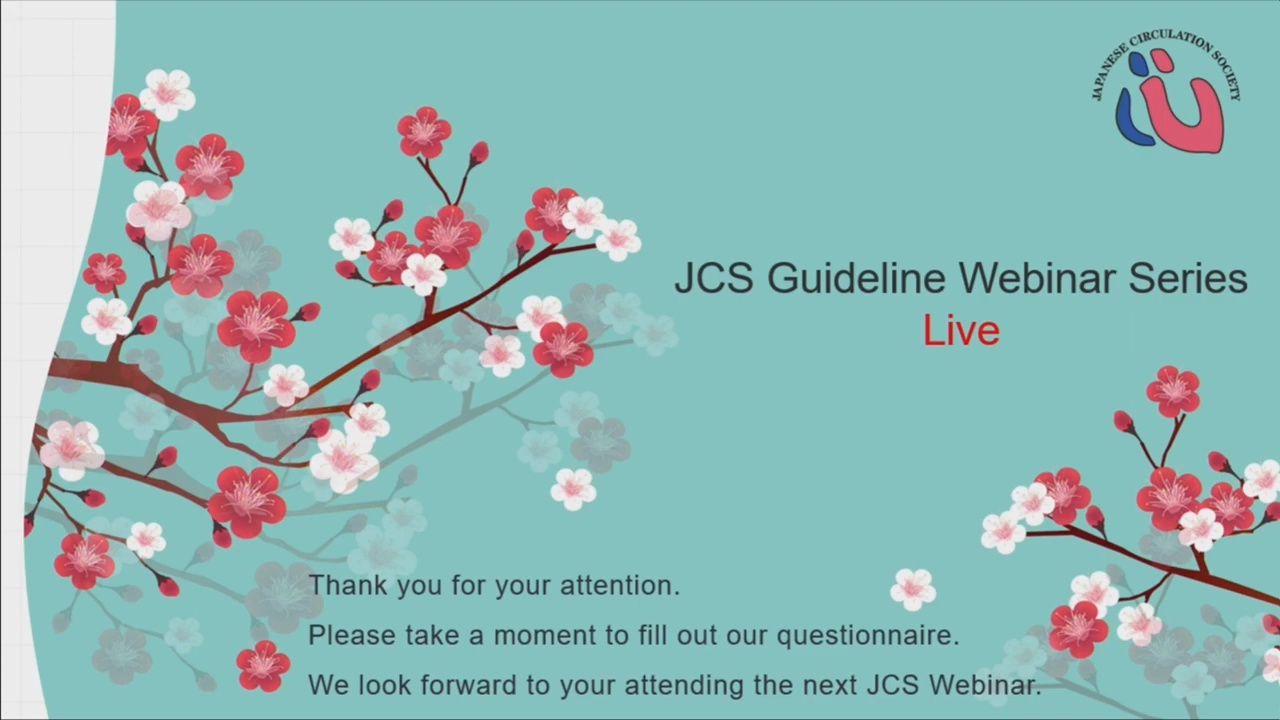 JAPANESE CIRCULATION SOCIETY
JCS Guideline Webinar Series
Live
Thank you for your attention.
Please take a moment to fill out our questionnaire.
We look forward to your attending the next JCS Webinar.